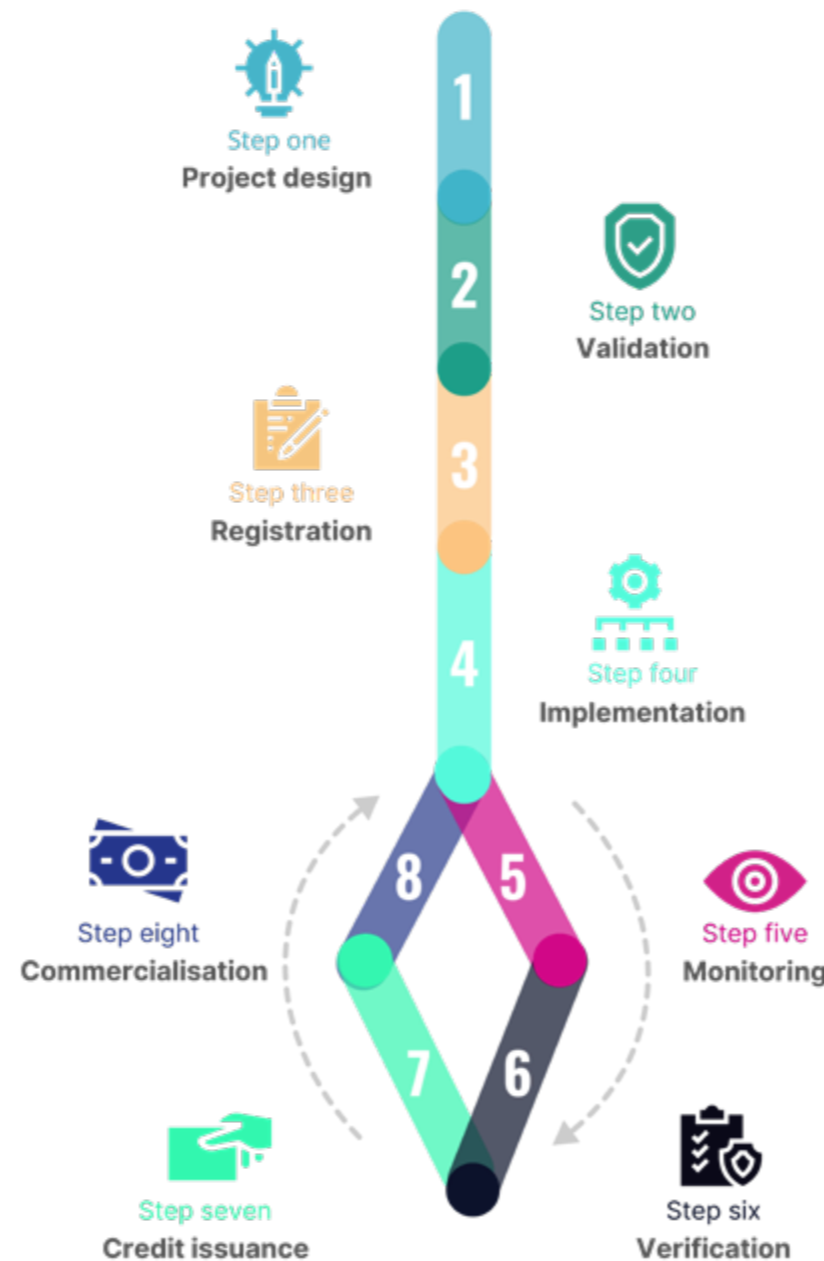 1
Step one
Project design
2
Step two
Validation
3
Step three
Registration
4
Step four
Implementation
8
5
Step eight
Commercialisation
Step five
Monitoring
7
6
Step seven
Credit issuance
Step six
Verification